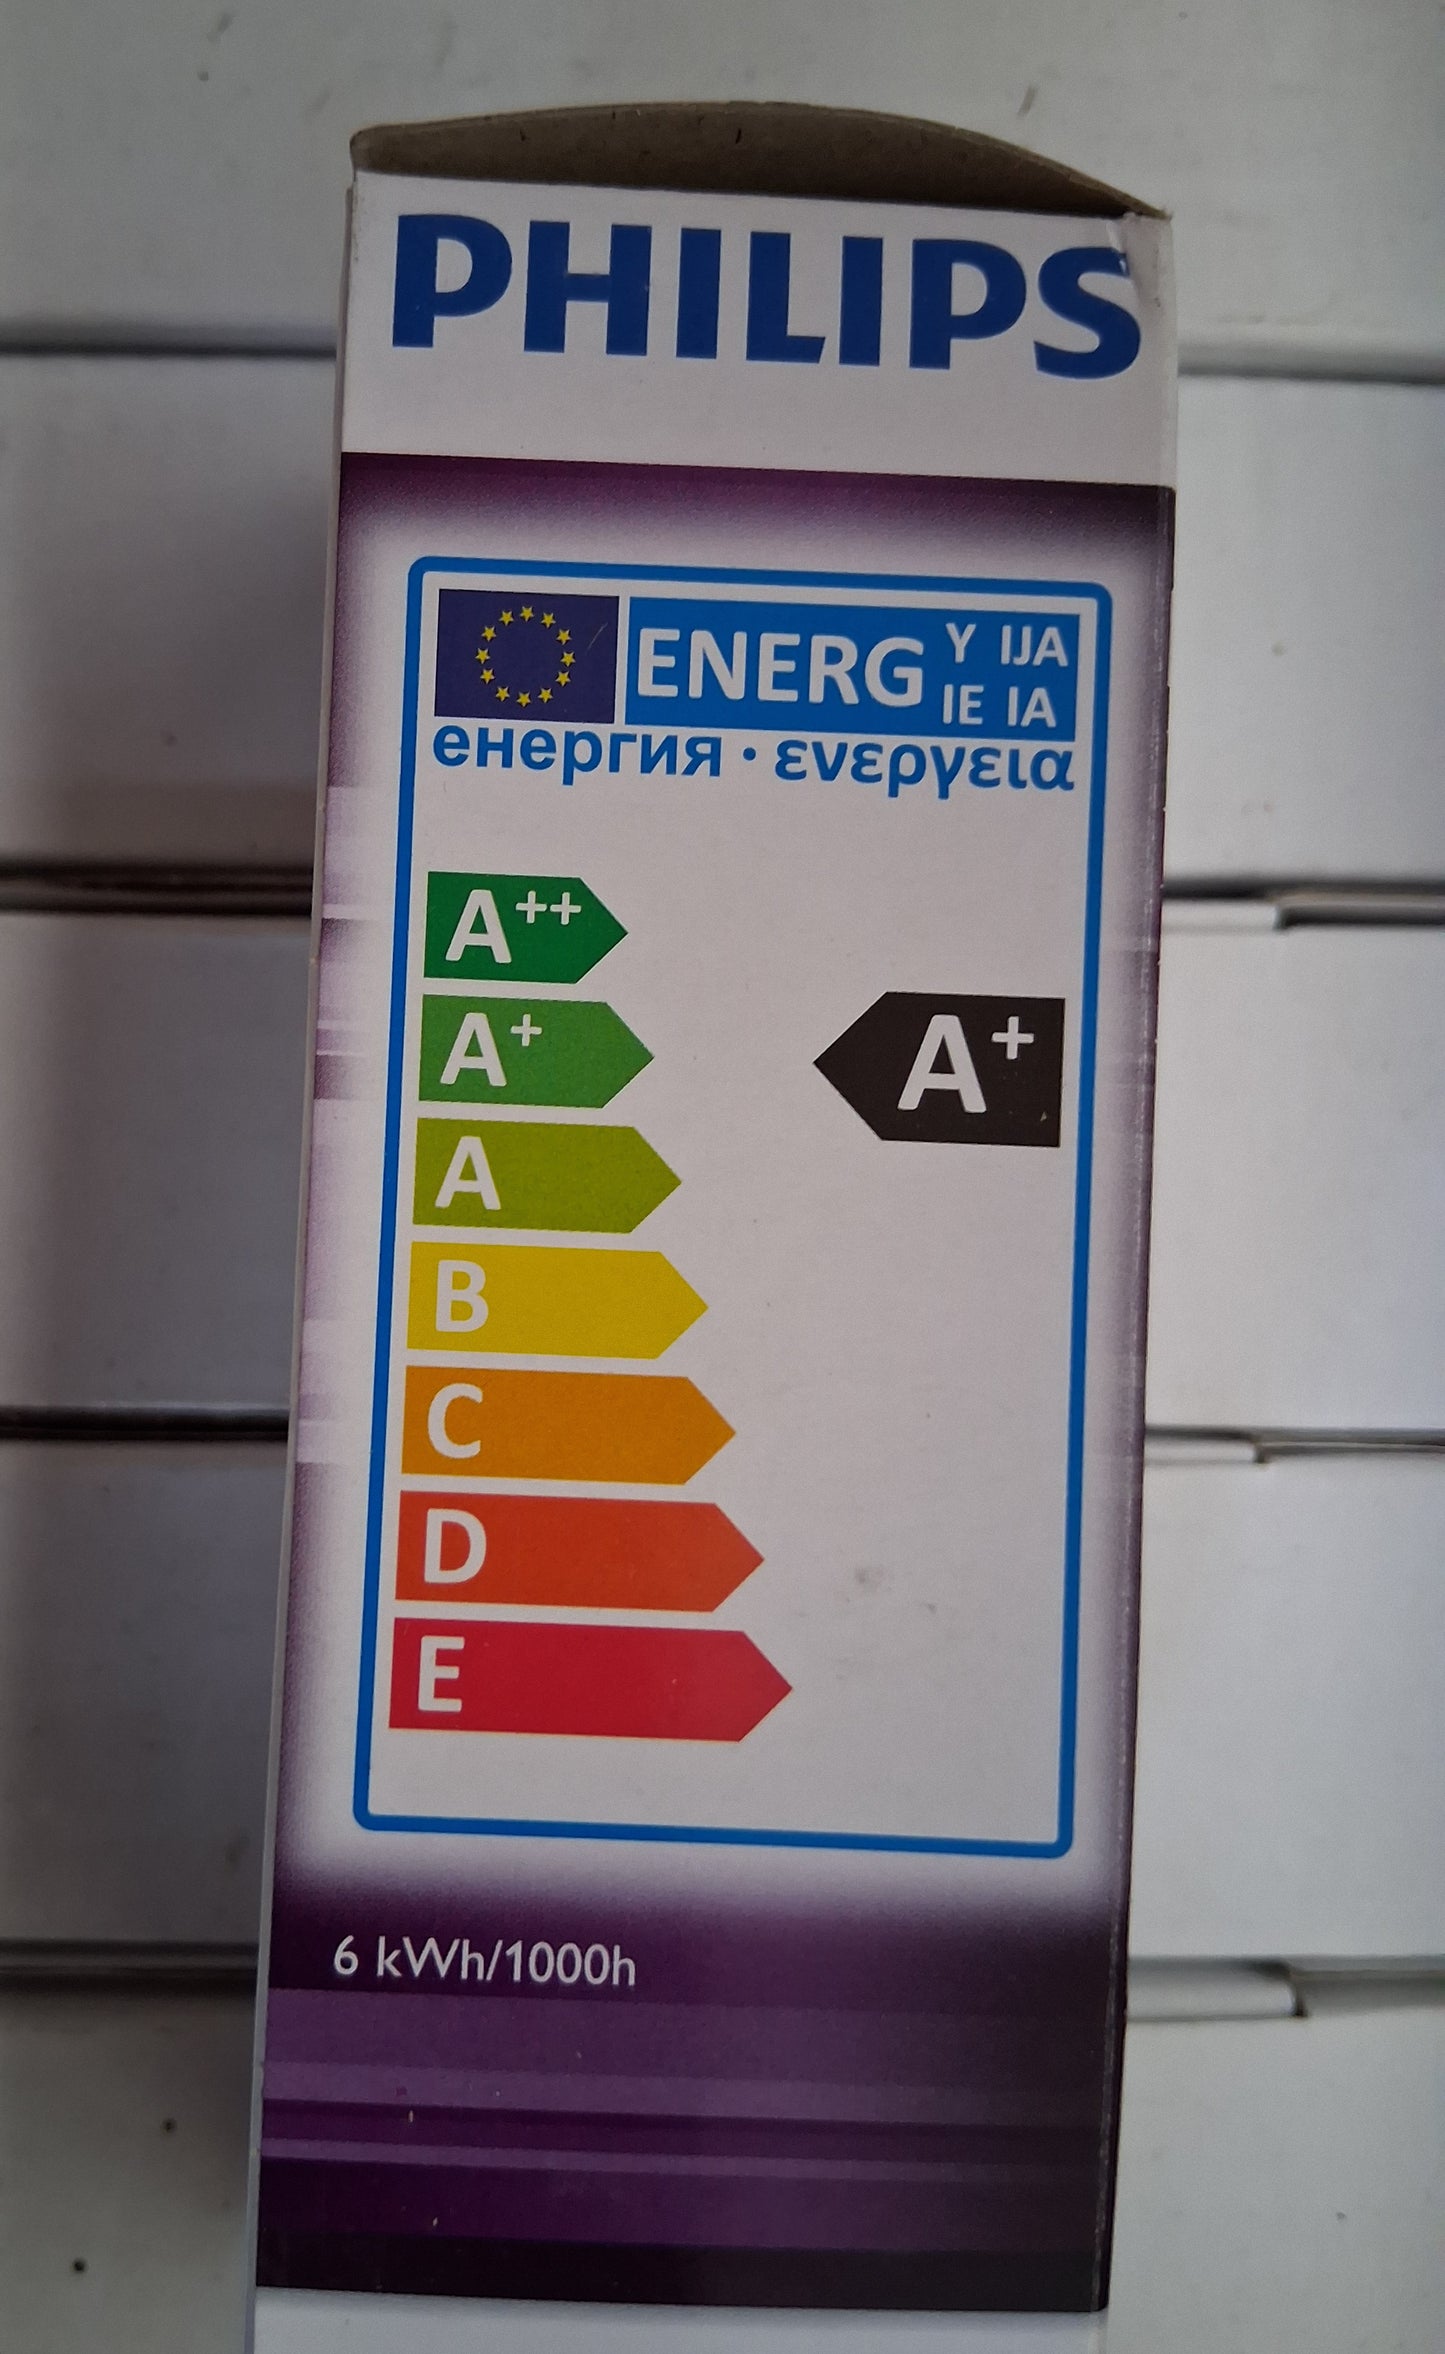 PHILIPS
ENERG Y IJA
IE IA
енергия · ενεργεια
A++
A+
A+
A
B
C
D
E
6 kWh/1000h